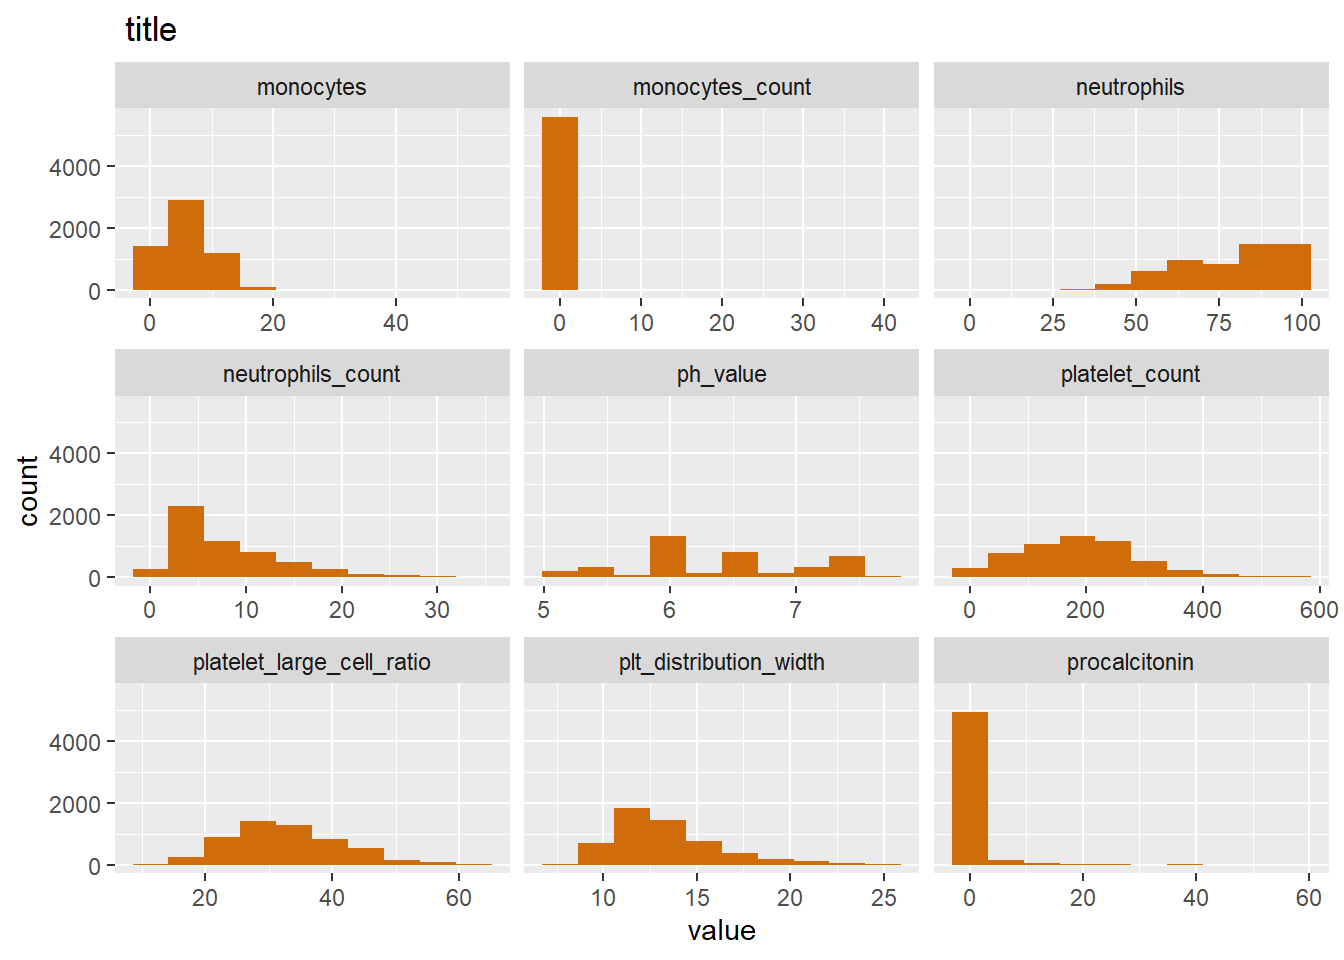 title
monocytes
monocytes_count
neutrophils
4000
2000
0
0 20 40
0 10 20 30 40
0 25 50 75 100
neutrophils_count
ph_value
platelet_count
count
4000
2000
0
0 10 20 30
5 6 7
0 200 400 600
platelet_large_cell_ratio
plt_distribution_width
procalcitonin
4000
2000
0
20 40 60
10 15 20 25
0 20 40 60
value